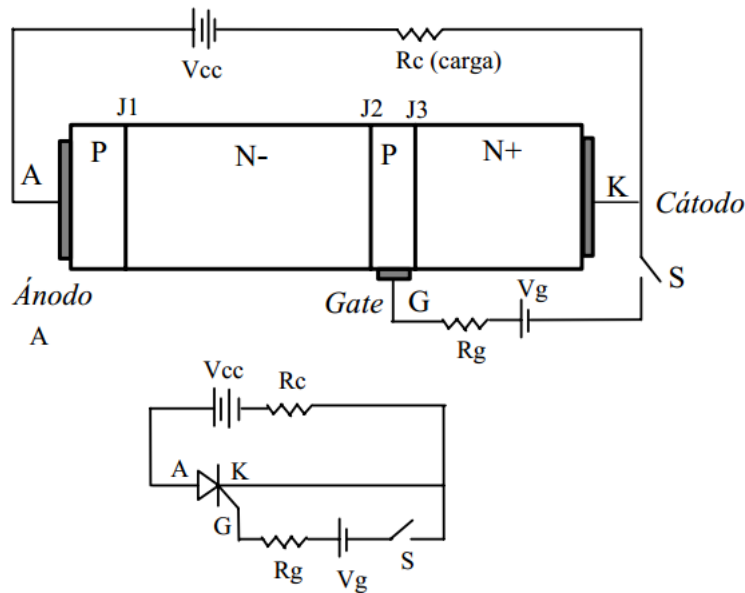 Vcc
Rc (carga)
J1
J2 J3
P
N-
P
N+
A
K
Cátodo
Ánodo
A
Gate
G
Vg
S
Rg
Vcc
Rc
A
K
G
Rg
Vg
S